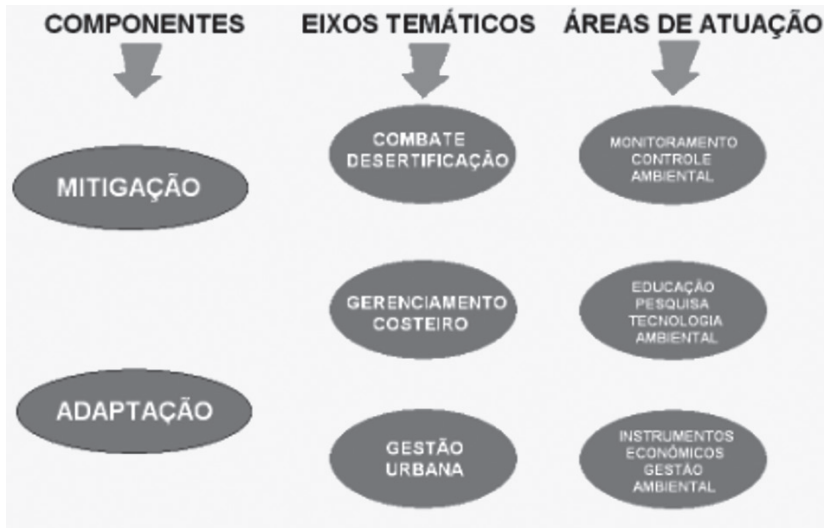 COMPONENTES
EIXOS TEMÁTICOS
ÁREAS DE ATUAÇÃO
MITIGAÇÃO
ADAPTAÇÃO
COMBATE
DESERTIFICAÇÃO
GERENCIAMENTO
COSTEIRO
GESTÃO
URBANA
MONITORAMENTO
CONTROLE
AMBIENTAL
EDUCAÇÃO
PESQUISA
TECNOLOGIA
AMBIENTAL
INSTRUMENTOS
ECONÔMICOS
GESTÃO
AMBIENTAL